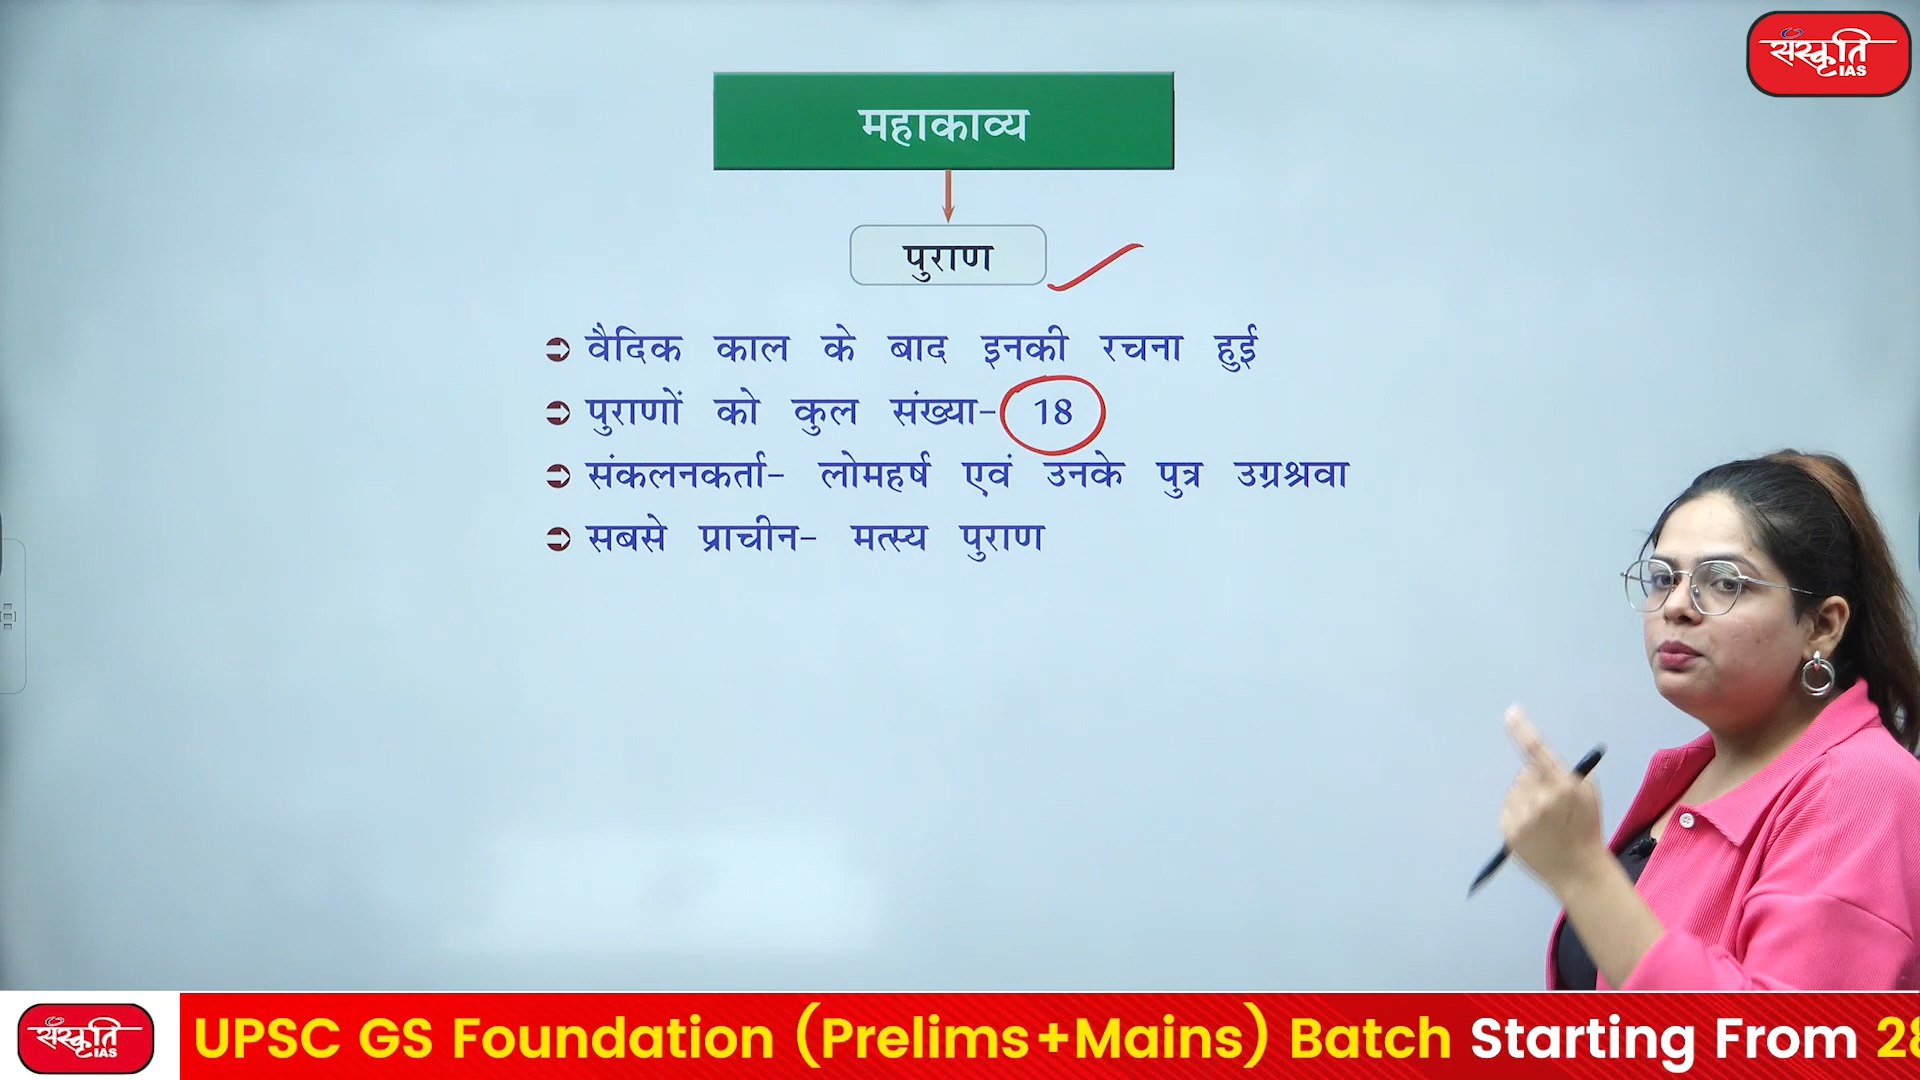 संस्कृति
IAS
महाकाव्य
पुराण
वैदिक काल के बाद इनकी रचना हुई
पुराणों को कुल संख्या- 18
संकलनकर्ता- लोमहर्ष एवं उनके पुत्र उग्रश्रवा
सबसे प्राचीन- मत्स्य पुराण
संस्कृति
IAS
UPSC GS Foundation (Prelims+Mains) Batch Starting From 28